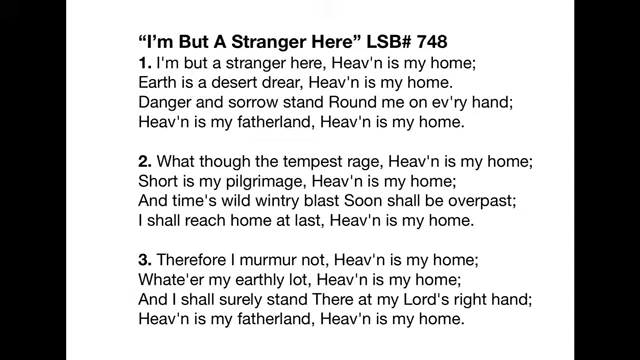 “I’m But A Stranger Here” LSB# 748
1. I'm but a stranger here, Heav'n is my home;
Earth is a desert drear, Heav'n is my home.
Danger and sorrow stand Round me on ev'ry hand;
Heav'n is my fatherland, Heav'n is my home.
2. What though the tempest rage, Heav'n is my home;
Short is my pilgrimage, Heav'n is my home;
And time's wild wintry blast Soon shall be overpast;
I shall reach home at last, Heav'n is my home.
3. Therefore I murmur not, Heav'n is my home;
Whate'er my earthly lot, Heav'n is my home;
And I shall surely stand There at my Lord's right hand;
Heav'n is my fatherland, Heav'n is my home.